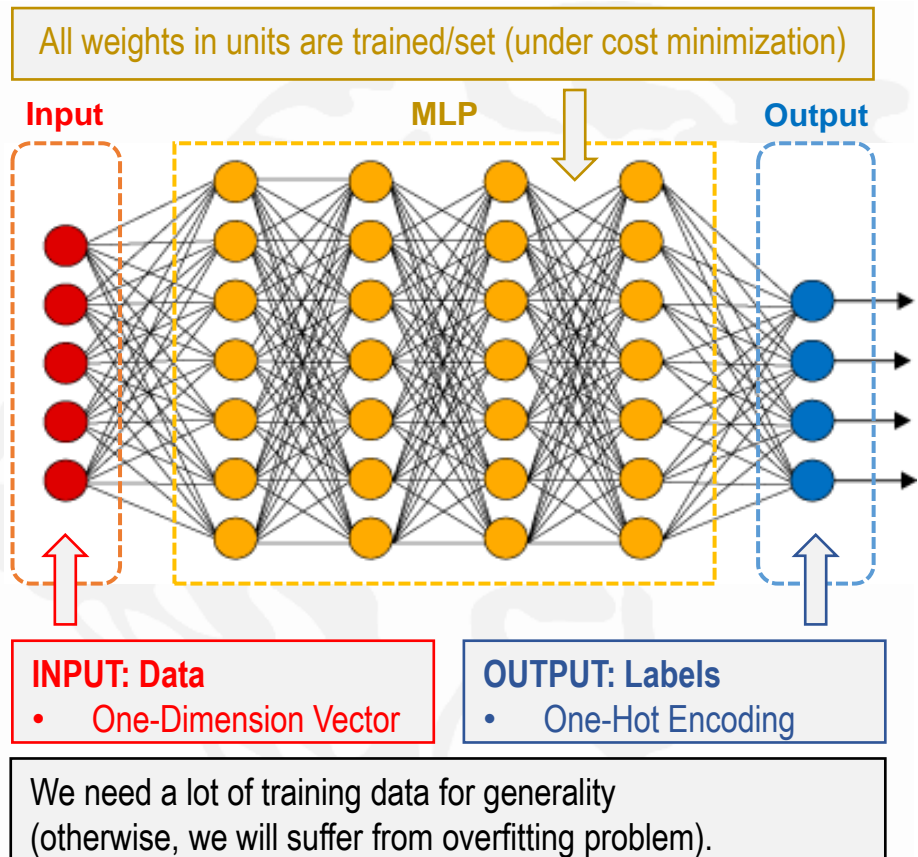 All weights in units are trained/set (under cost minimization)
Input
MLP
Output
INPUT: Data
• One-Dimension Vector
OUTPUT: Labels
• One-Hot Encoding
We need a lot of training data for generality
(otherwise, we will suffer from overfitting problem).